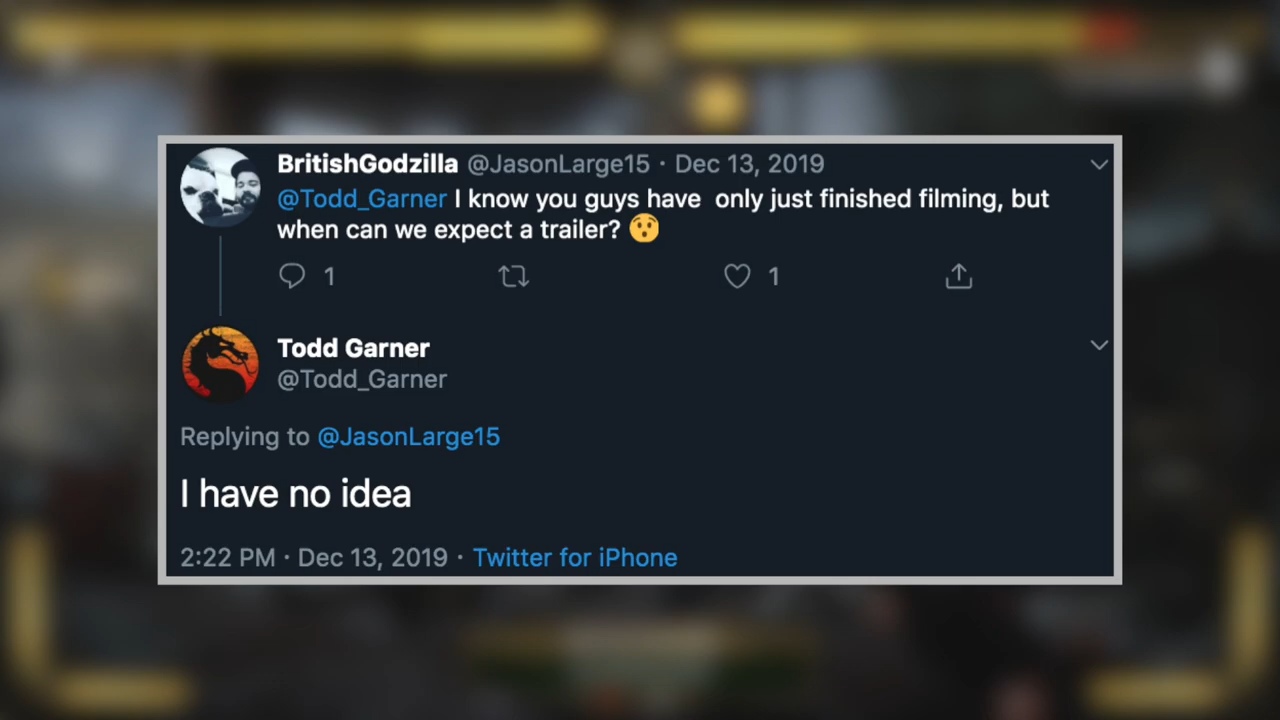 BritishGodzilla @JasonLarge15 · Dec 13, 2019
@Todd_Garner I know you guys have  only just finished filming, but
when can we expect a trailer? 😯
1 1
Todd Garner
@Todd_Garner
Replying to @JasonLarge15
I have no idea
2:22 PM · Dec 13, 2019 · Twitter for iPhone